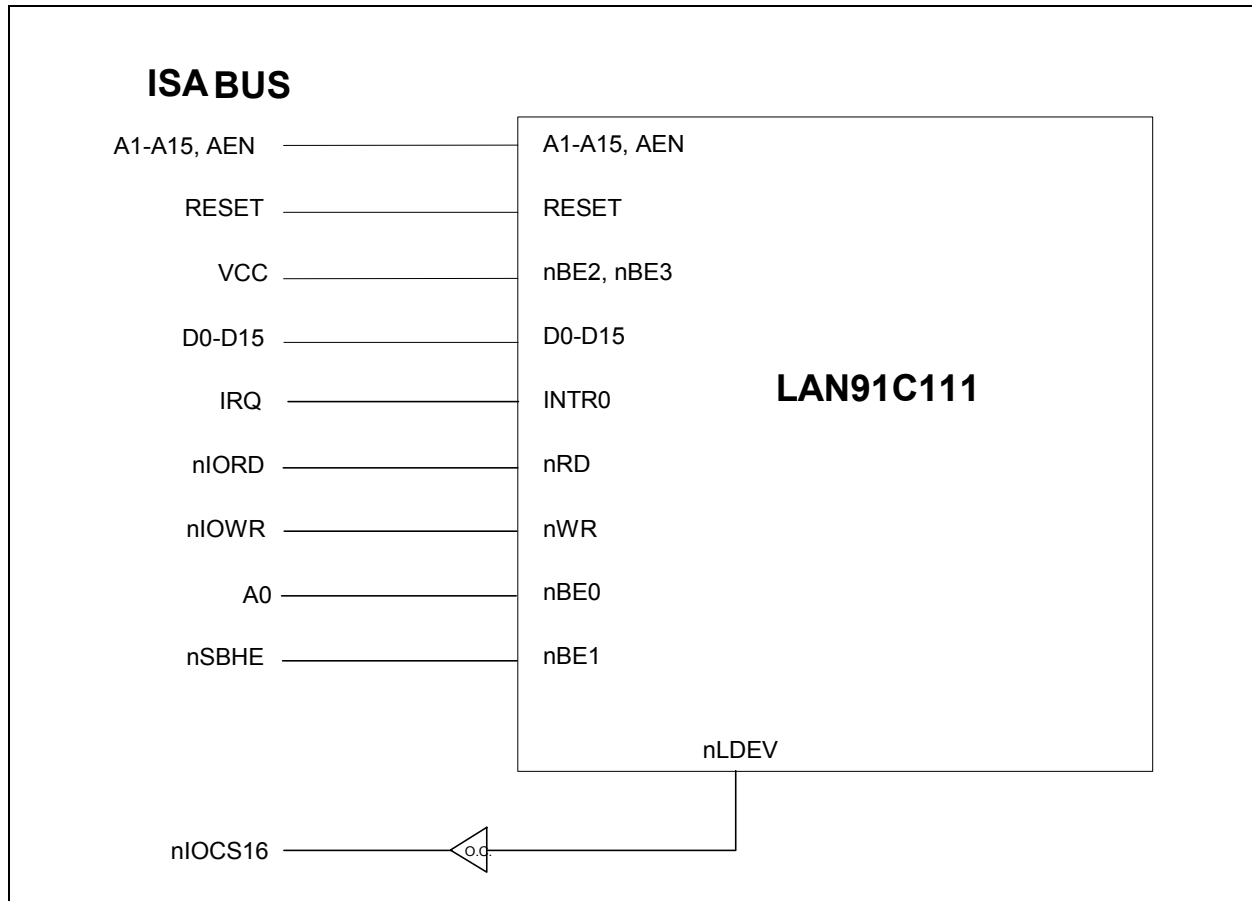 ISA BUS
A1-A15, AEN A1-A15, AEN
RESET RESET
VCC nBE2, nBE3
D0-D15 D0-D15
LAN91C111
IRQ INTR0
nIORD nRD
nIOWR nWR
A0 nBE0
nSBHE nBE1
nLDEV
nIOCS16 O.C.